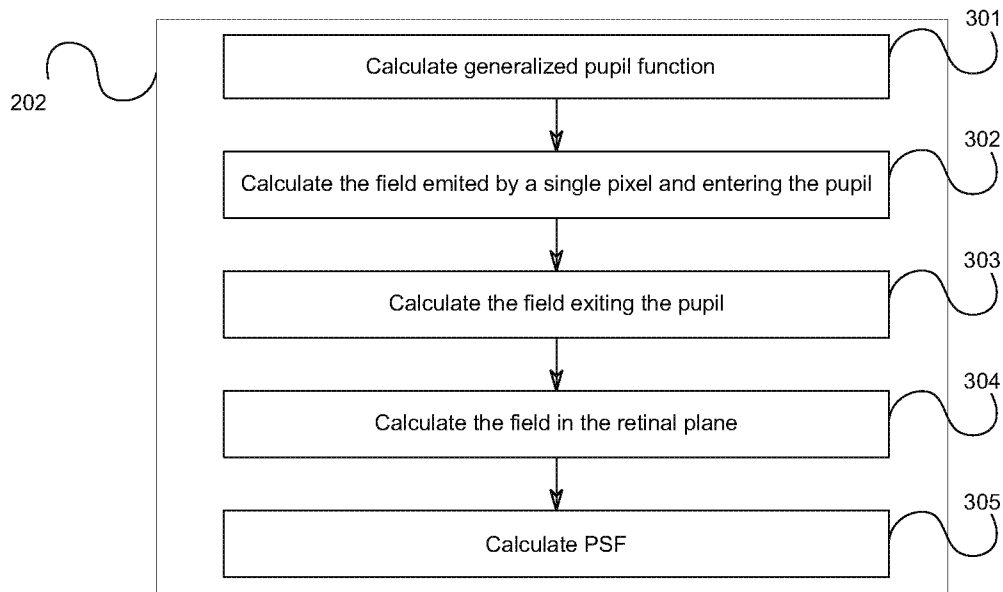 301
Calculate generalized pupil function
202
302
Calculate the field emited by a single pixel and entering the pupil
303
Calculate the field exiting the pupil
304
Calculate the field in the retinal plane
305
Calculate PSF